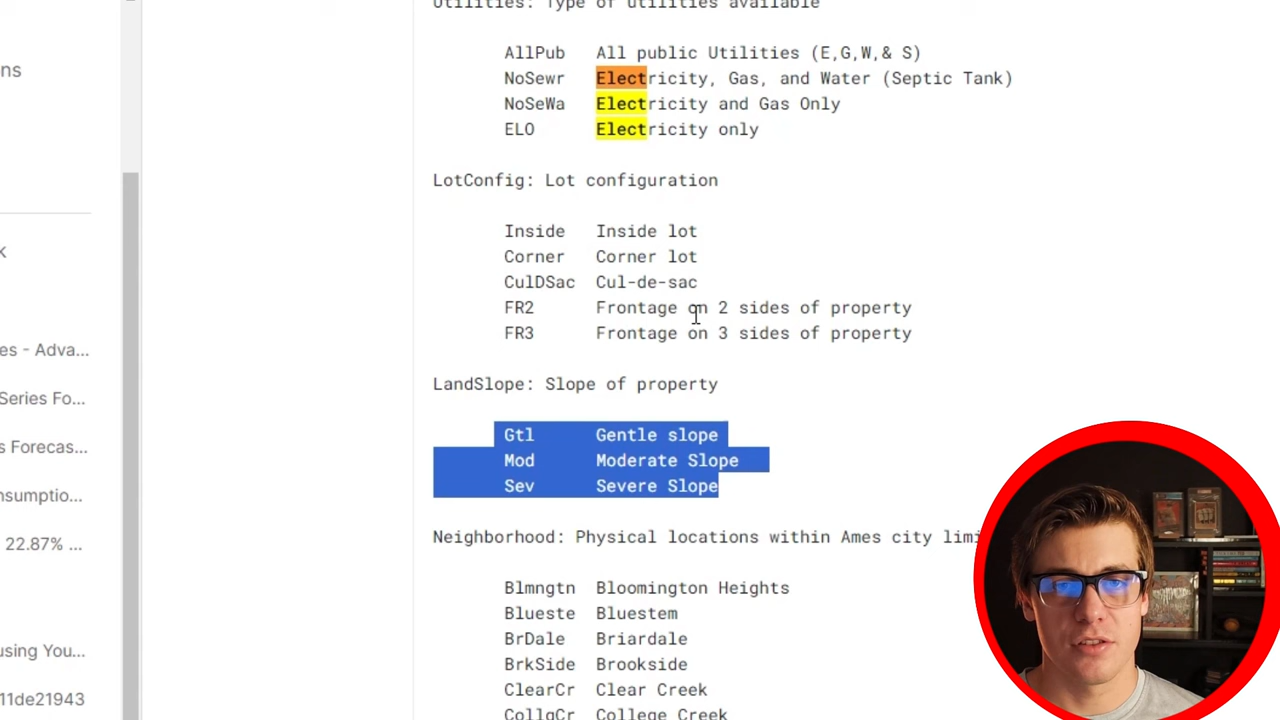 Utilities: Type of utilities available
AllPub All public Utilities (E,G,W,& S)
NoSewr Electricity, Gas, and Water (Septic Tank)
NoSeWa Electricity and Gas Only
ELO Electricity only
LotConfig: Lot configuration
Inside Inside lot
Corner Corner lot
CulDSac Cul-de-sac
FR2 Frontage on 2 sides of property
FR3 Frontage on 3 sides of property
LandSlope: Slope of property
Gtl Gentle slope
Mod Moderate Slope
Sev Severe Slope
Neighborhood: Physical locations within Ames city limi
Blmngtn Bloomington Heights
Blueste Bluestem
BrDale Briardale
BrkSide Brookside
ClearCr Clear Creek
CollgCr College Creek
ns
k
es - Adva...
Series Fo...
s Forecas...
nsumptio...
22.87% ...
using You...
11de21943